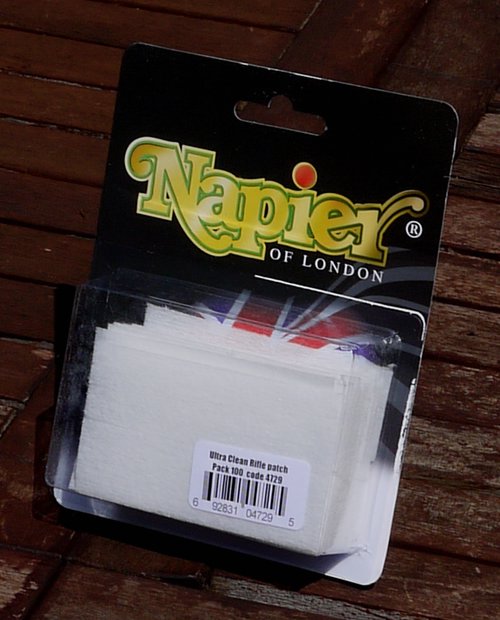 Napier®
OF LONDON
Ultra Clean Rifle patch
Pack 100 code 4729
6 92831 04729 5